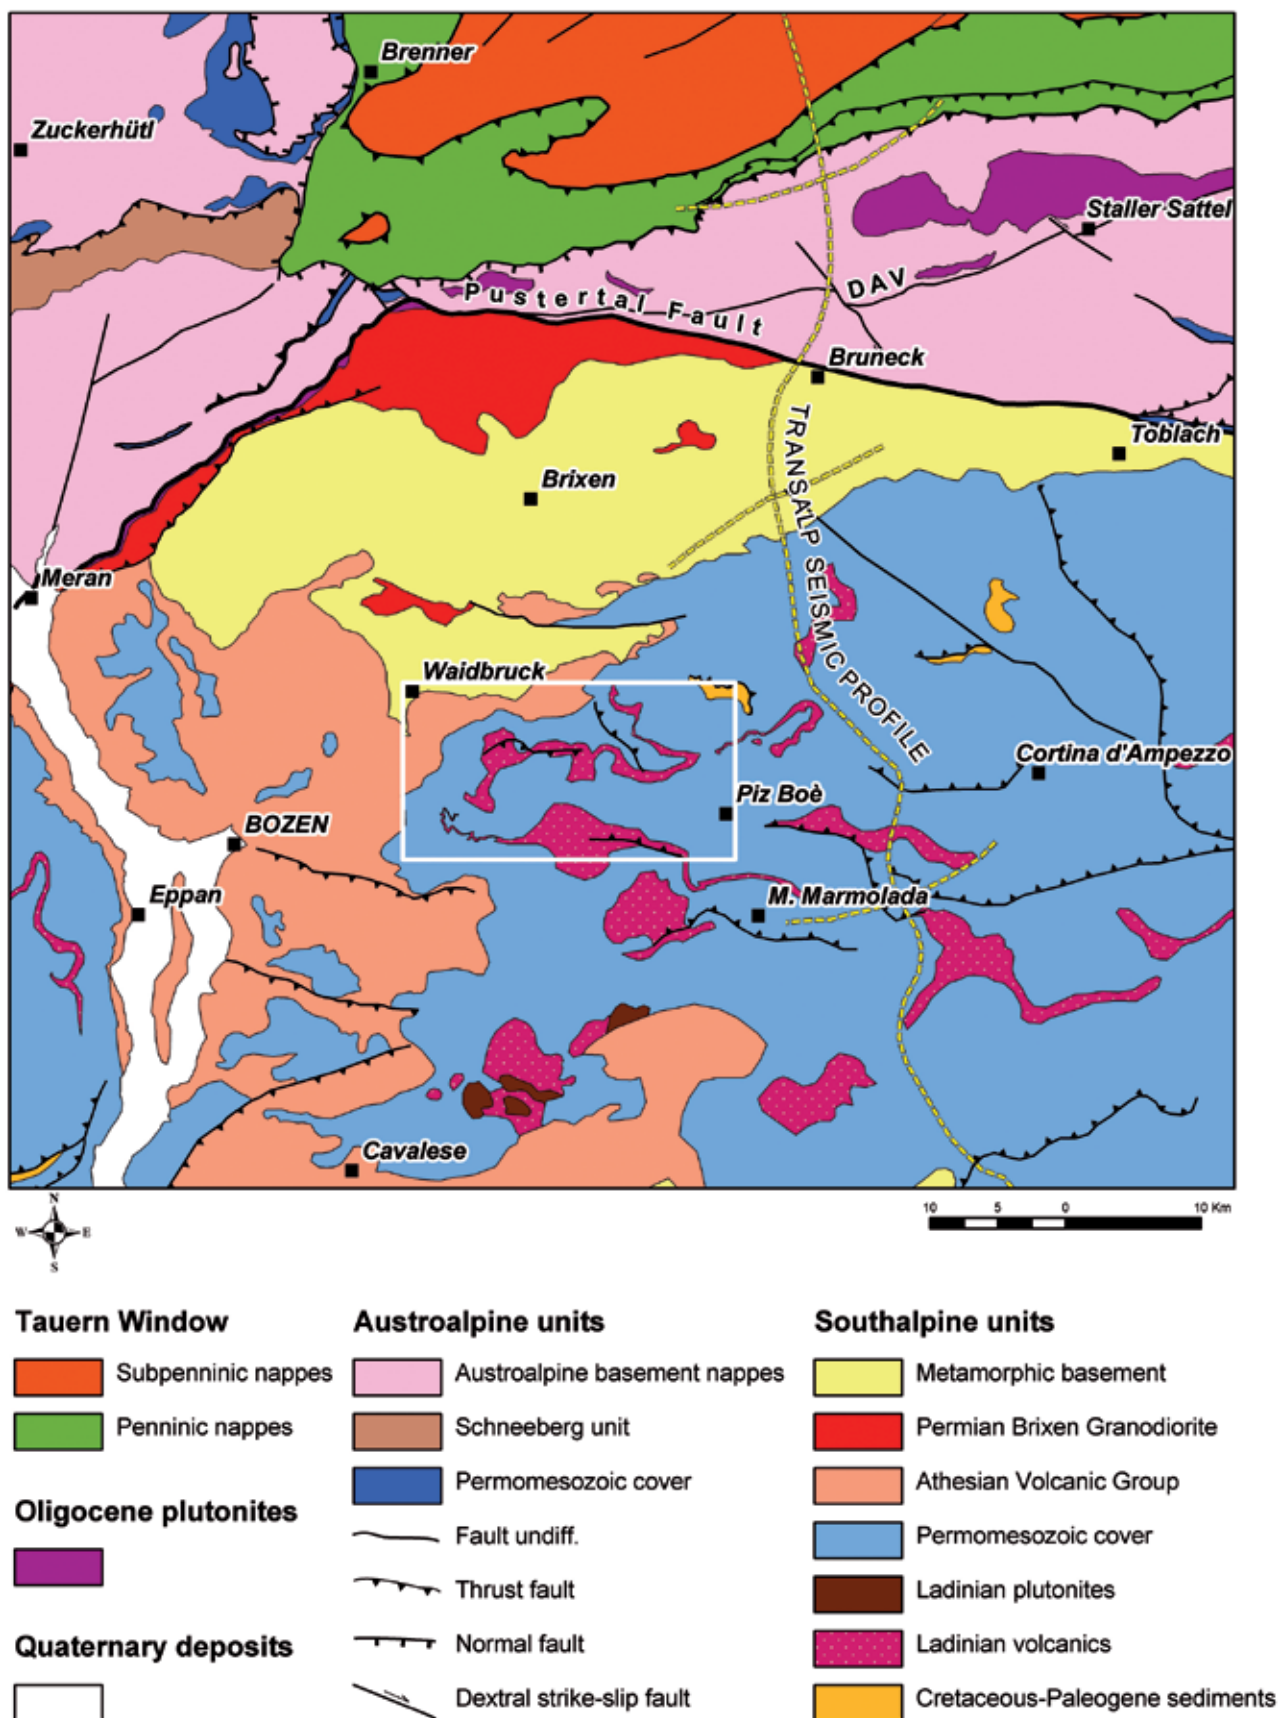 Brenner
Zuckerhütl
Staller Sattel
DAV
Pustertal Fault
Bruneck
Toblach
TRANSALP SEISMIC PROFILE
Brixen
Meran
Waidbruck
Cortina d'Ampezzo
Piz Boè
BOZEN
Eppan
M. Marmolada
Cavalese
N
W E
S
10 5 0 10 Km
Tauern Window
Subpenninic nappes
Penninic nappes
Oligocene plutonites
Quaternary deposits
Austroalpine units
Austroalpine basement nappes
Schneeberg unit
Permomesozoic cover
Fault undiff.
Thrust fault
Normal fault
Dextral strike-slip fault
Southalpine units
Metamorphic basement
Permian Brixen Granodiorite
Athesian Volcanic Group
Permomesozoic cover
Ladinian plutonites
Ladinian volcanics
Cretaceous-Paleogene sediments